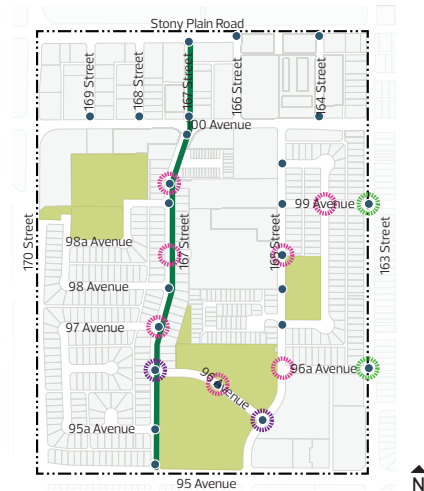 Stony Plain Road
169 Street
168 Street
167 Street
166 Street
164 Street
100 Avenue
99 Avenue
170 Street
98a Avenue
167 Street
165 Street
163 Street
98 Avenue
97 Avenue
96 Avenue
96a Avenue
95a Avenue
95 Avenue
N